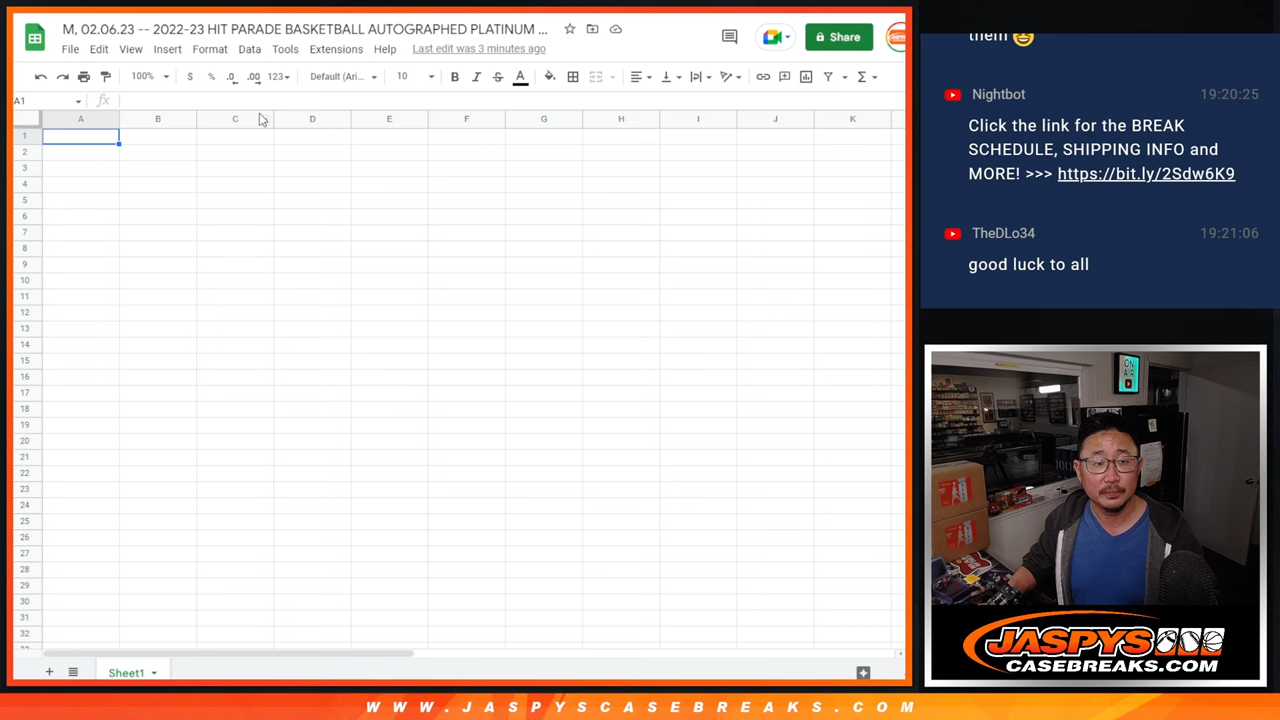 M, 02.06.23 -- 2022-23 HIT PARADE BASKETBALL AUTOGRAPHED PLATINUM ...
File Edit View Insert Format Data Tools Extensions Help Last edit was 3 minutes ago
Share
100% $ % .0 .00 123 Default (Ari... 10 B I S A
A1 fx
A B C D E F G H I J K
1
2
3
4
5
6
7
8
9
10
11
12
13
14
15
16
17
18
19
20
21
22
23
24
25
26
27
28
29
30
31
32
Sheet1
them 😅
Nightbot 19:20:25
Click the link for the BREAK
SCHEDULE, SHIPPING INFO and
MORE! >>> https://bit.ly/2Sdw6K9
TheDLo34 19:21:06
good luck to all
ON
AIR
JASPYS
CASEBREAKS.COM
WWW.JASPYSCASEBREAKS.COM